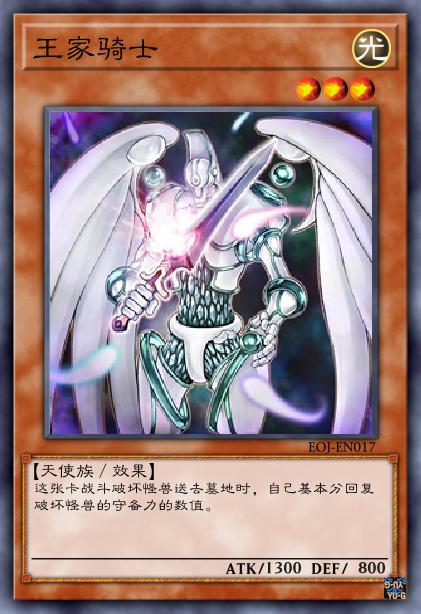 王家骑士
光
EOJ-EN017
【天使族／效果】
这张卡战斗破坏怪兽送去墓地时，自己基本分回复
破坏怪兽的守备力的数值。
ATK/1300 DEF/ 800